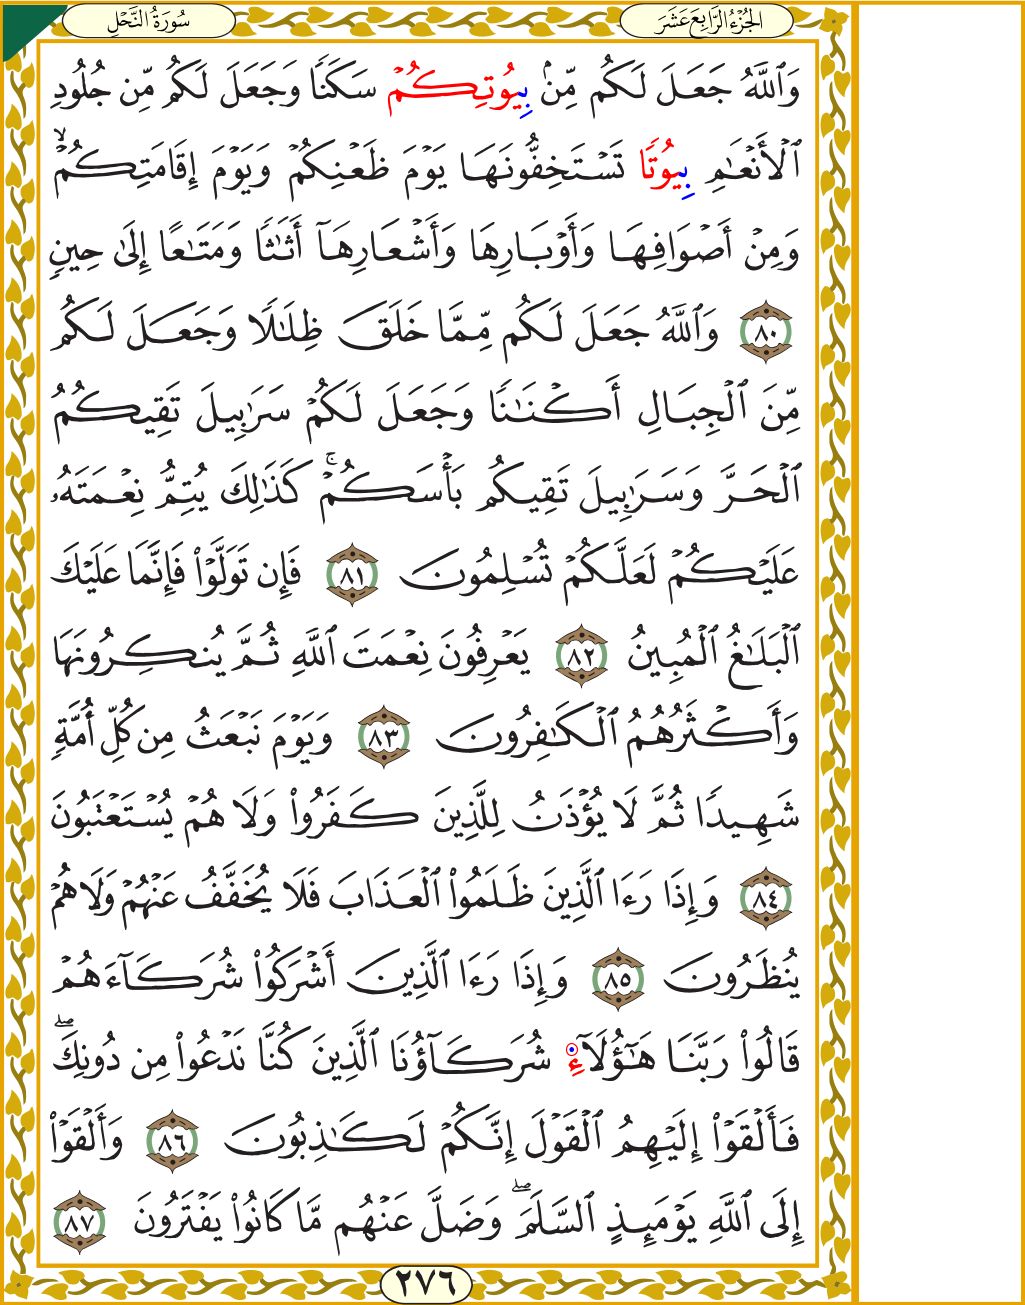 سُورَةُ النَّحْلِ
الجُزْءُ الرَّابِعَ عَشَرَ
وَٱللَّهُ جَعَلَ لَكُم مِّنۢ بِيُوتِكُمۡ سَكَنٗا وَجَعَلَ لَكُم مِّن جُلُودِ
ٱلۡأَنۡعَٰمِ بِيُوتٗا تَسۡتَخِفُّونَهَا يَوۡمَ ظَعۡنِكُمۡ وَيَوۡمَ إِقَامَتِكُمۡۙ
وَمِنۡ أَصۡوَافِهَا وَأَوۡبَارِهَا وَأَشۡعَارِهَآ أَثَٰثٗا وَمَتَٰعًا إِلَىٰ حِينٖ
٨٠ وَٱللَّهُ جَعَلَ لَكُم مِّمَّا خَلَقَ ظِلَٰلٗا وَجَعَلَ لَكُم
مِّنَ ٱلۡجِبَالِ أَكۡنَٰنٗا وَجَعَلَ لَكُمۡ سَرَٰبِيلَ تَقِيكُمُ
ٱلۡحَرَّ وَسَرَٰبِيلَ تَقِيكُم بَأۡسَكُمۡۚ كَذَٰلِكَ يُتِمُّ نِعۡمَتَهُۥ
عَلَيۡكُمۡ لَعَلَّكُمۡ تُسۡلِمُونَ ٨١ فَإِن تَوَلَّوۡاْ فَإِنَّمَا عَلَيۡكَ
ٱلۡبَلَٰغُ ٱلۡمُبِينُ ٨٢ يَعۡرِفُونَ نِعۡمَتَ ٱللَّهِ ثُمَّ يُنكِرُونَهَا
وَأَكۡثَرُهُمُ ٱلۡكَٰفِرُونَ ٨٣ وَيَوۡمَ نَبۡعَثُ مِن كُلِّ أُمَّةٖ
شَهِيدٗا ثُمَّ لَا يُؤۡذَنُ لِلَّذِينَ كَفَرُواْ وَلَا هُمۡ يُسۡتَعۡتَبُونَ
٨٤ وَإِذَا رَءَا ٱلَّذِينَ ظَلَمُواْ ٱلۡعَذَابَ فَلَا يُخَفَّفُ عَنۡهُمۡ وَلَا هُمۡ
يُنظَرُونَ ٨٥ وَإِذَا رَءَا ٱلَّذِينَ أَشۡرَكُواْ شُرَكَآءَهُمۡ
قَالُواْ رَبَّنَا هَٰٓؤُلَآءِ شُرَكَآؤُنَا ٱلَّذِينَ كُنَّا نَدۡعُواْ مِن دُونِكَۖ
فَأَلۡقَوۡاْ إِلَيۡهِمُ ٱلۡقَوۡلَ إِنَّكُمۡ لَكَٰذِبُونَ ٨٦ وَأَلۡقَوۡاْ
إِلَى ٱللَّهِ يَوۡمَئِذٍ ٱلسَّلَمَۖ وَضَلَّ عَنۡهُم مَّا كَانُواْ يَفۡتَرُونَ ٨٧
٢٧٦